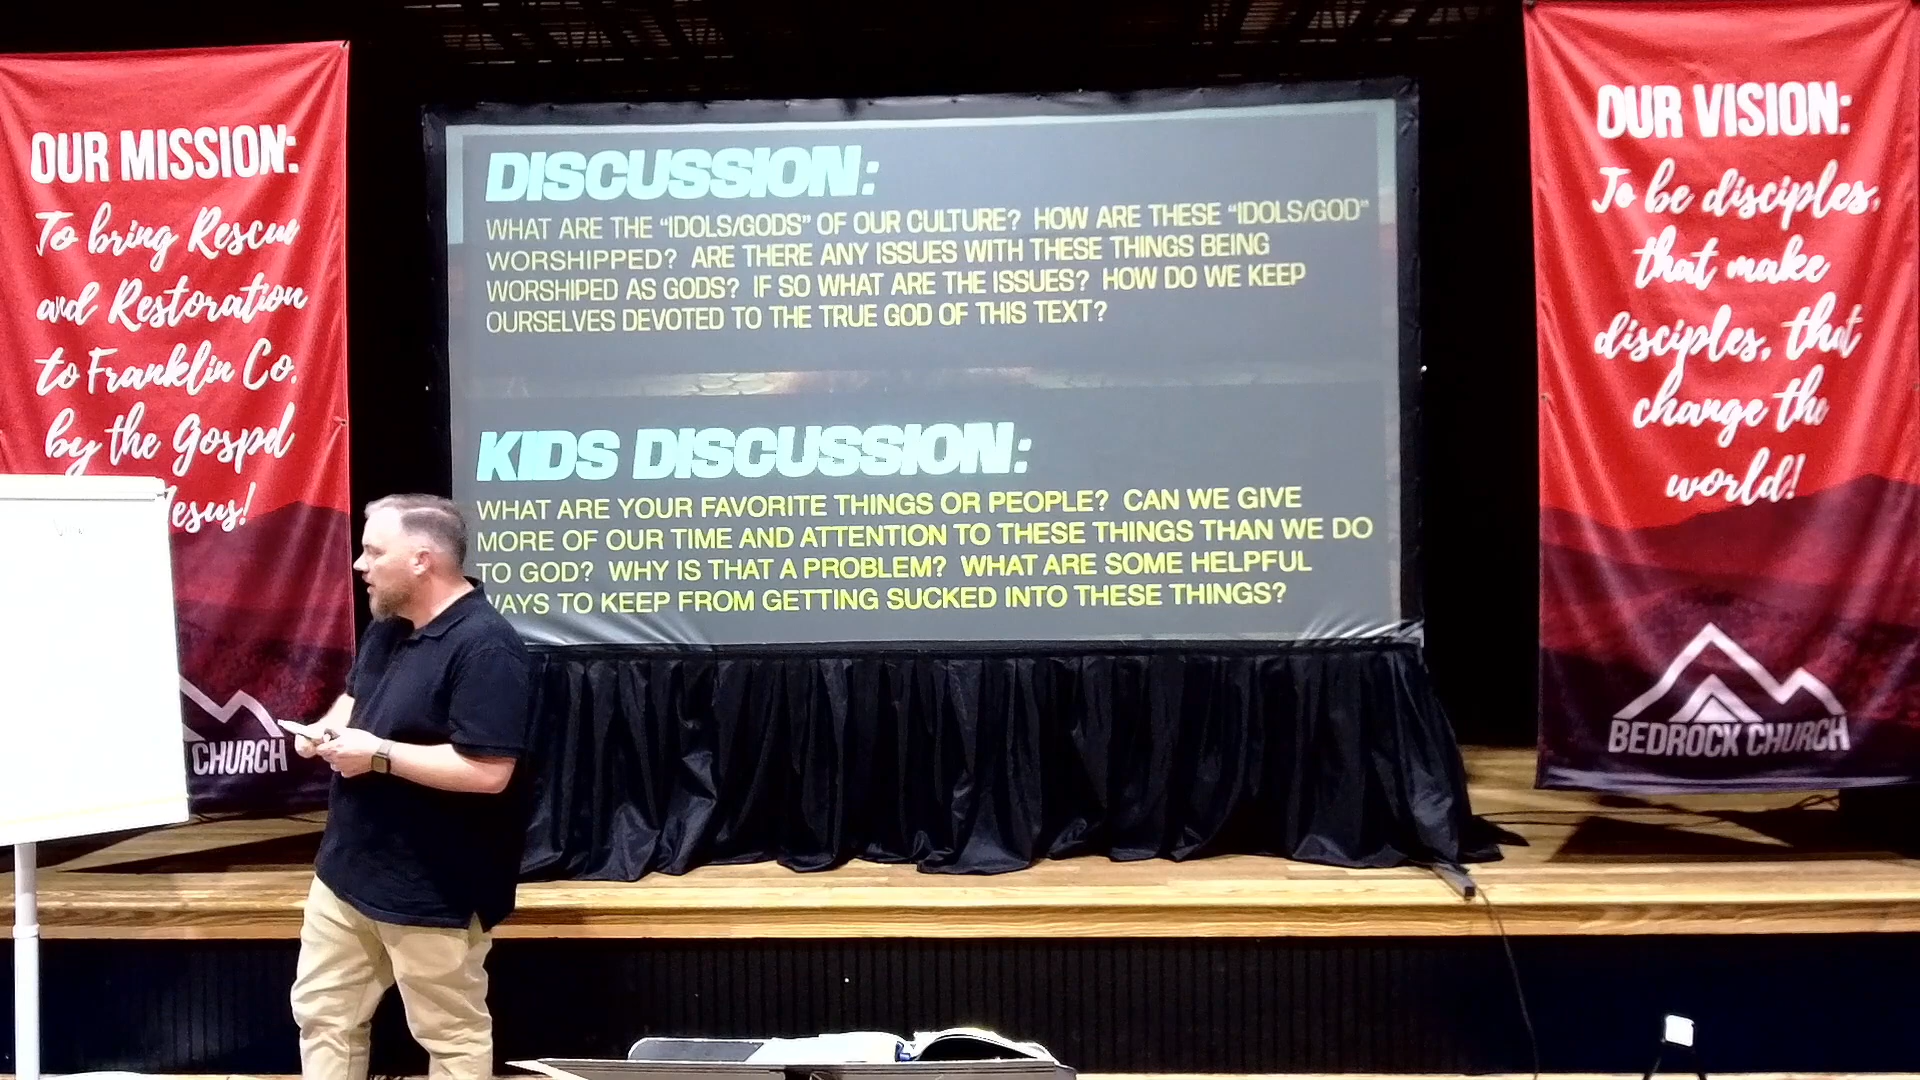 OUR MISSION:
To bring Rescue
and Restoration
to Franklin Co.
by the Gospel
Jesus!
CHURCH
DISCUSSION:
WHAT ARE THE “IDOLS/GODS” OF OUR CULTURE? HOW ARE THESE “IDOLS/GOD”
WORSHIPPED? ARE THERE ANY ISSUES WITH THESE THINGS BEING
WORSHIPED AS GODS? IF SO WHAT ARE THE ISSUES? HOW DO WE KEEP
OURSELVES DEVOTED TO THE TRUE GOD OF THIS TEXT?
KIDS DISCUSSION:
WHAT ARE YOUR FAVORITE THINGS OR PEOPLE? CAN WE GIVE
MORE OF OUR TIME AND ATTENTION TO THESE THINGS THAN WE DO
TO GOD? WHY IS THAT A PROBLEM? WHAT ARE SOME HELPFUL
WAYS TO KEEP FROM GETTING SUCKED INTO THESE THINGS?
OUR VISION:
To be disciples,
that make
disciples, that
change the
world!
BEDROCK CHURCH